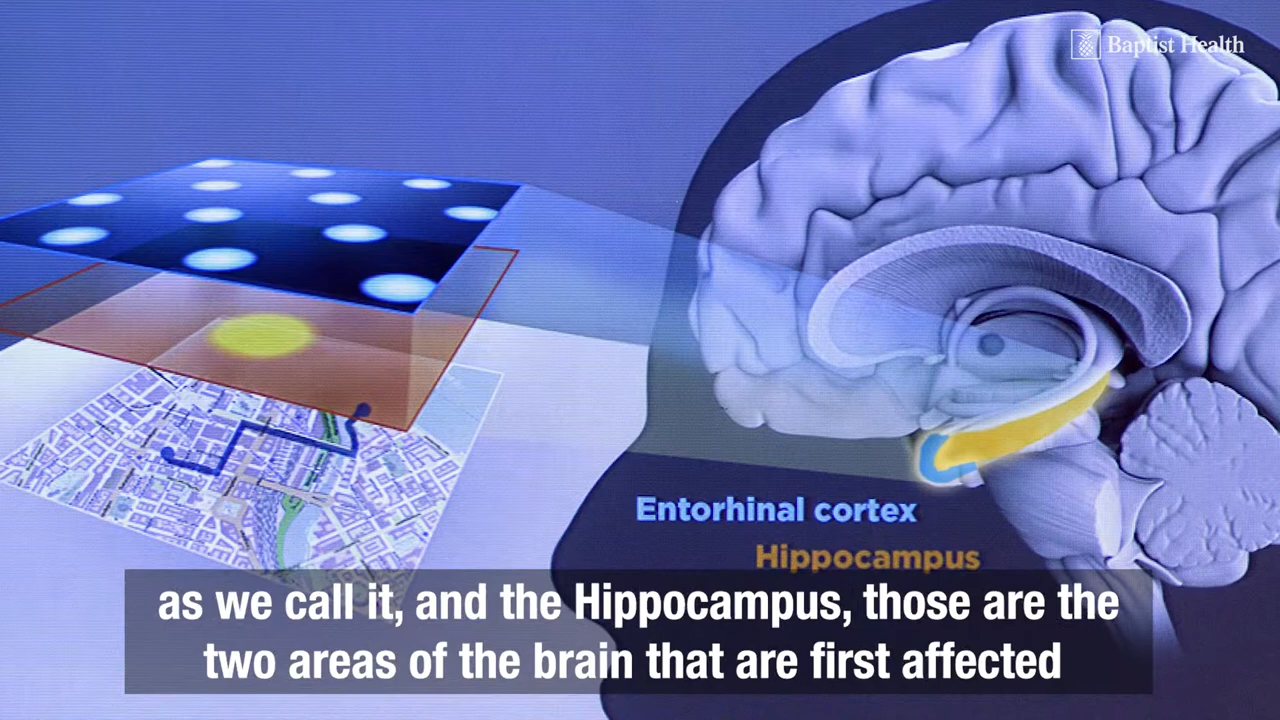 Baptist Health
Entorhinal cortex
Hippocampus
as we call it, and the Hippocampus, those are the
two areas of the brain that are first affected